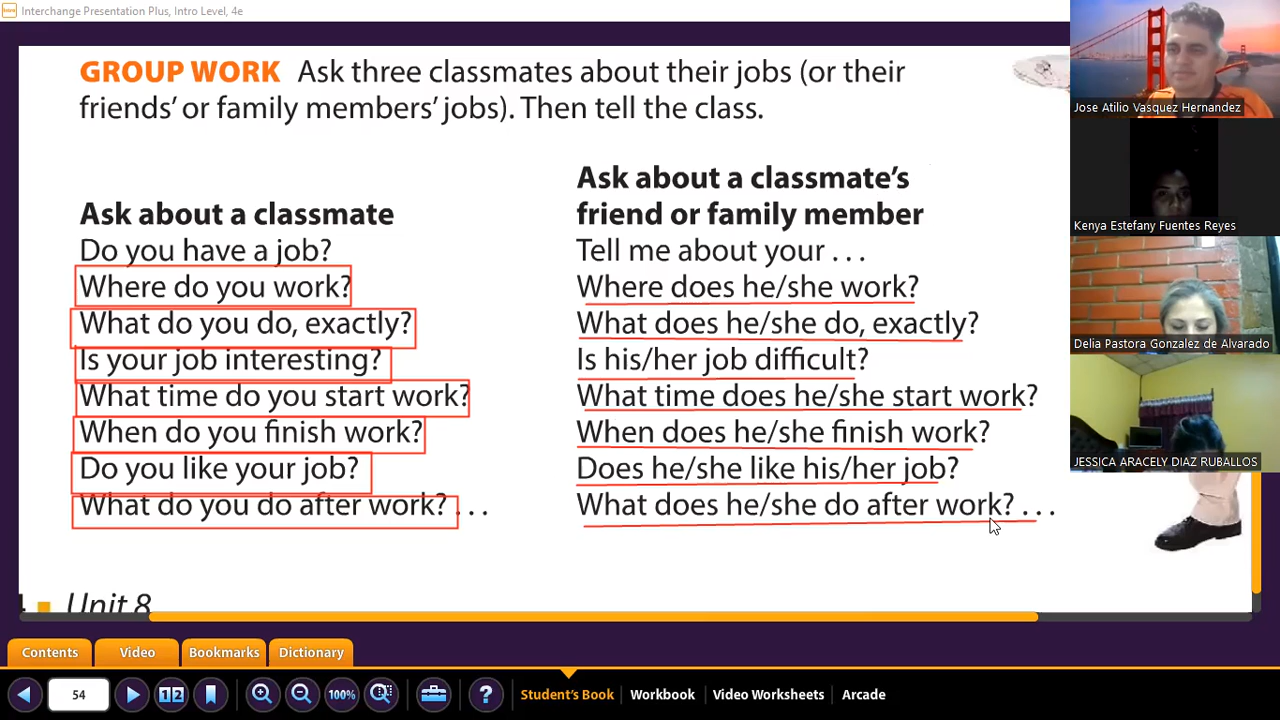 Interchange Presentation Plus, Intro Level, 4e
GROUP WORK Ask three classmates about their jobs (or their
friends’ or family members’ jobs). Then tell the class.
Ask about a classmate
Do you have a job?
Where do you work?
What do you do, exactly?
Is your job interesting?
What time do you start work?
When do you finish work?
Do you like your job?
What do you do after work? . . .
Ask about a classmate’s
friend or family member
Tell me about your . . .
Where does he/she work?
What does he/she do, exactly?
Is his/her job difficult?
What time does he/she start work?
When does he/she finish work?
Does he/she like his/her job?
What does he/she do after work? . . .
Unit 8
Jose Atilio Vasquez Hernandez
Kenya Estefany Fuentes Reyes
Delia Pastora Gonzalez de Alvarado
JESSICA ARACELY DIAZ RUBALLOS
Contents Video Bookmarks Dictionary
54 1 2 100% ? Student’s Book Workbook Video Worksheets Arcade